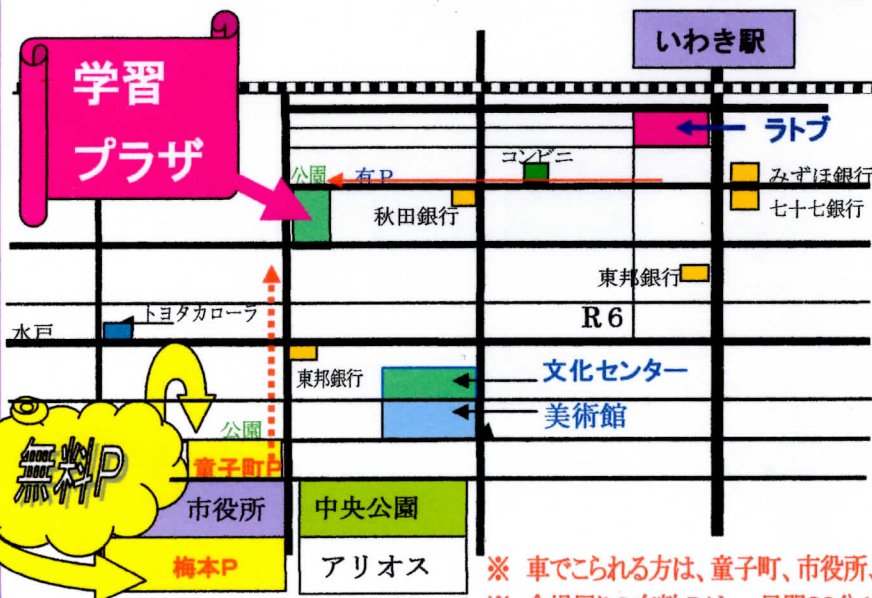 いわき駅
学習
プラザ
ラトブ
コンビニ
公園
有P
みずほ銀行
秋田銀行
七十七銀行
東邦銀行
トヨタカローラ
R6
水戸
東邦銀行
文化センター
美術館
公園
無料P
童子町P
市役所
中央公園
梅本P
アリオス
※ 車でこられる方は、童子町、市役所、